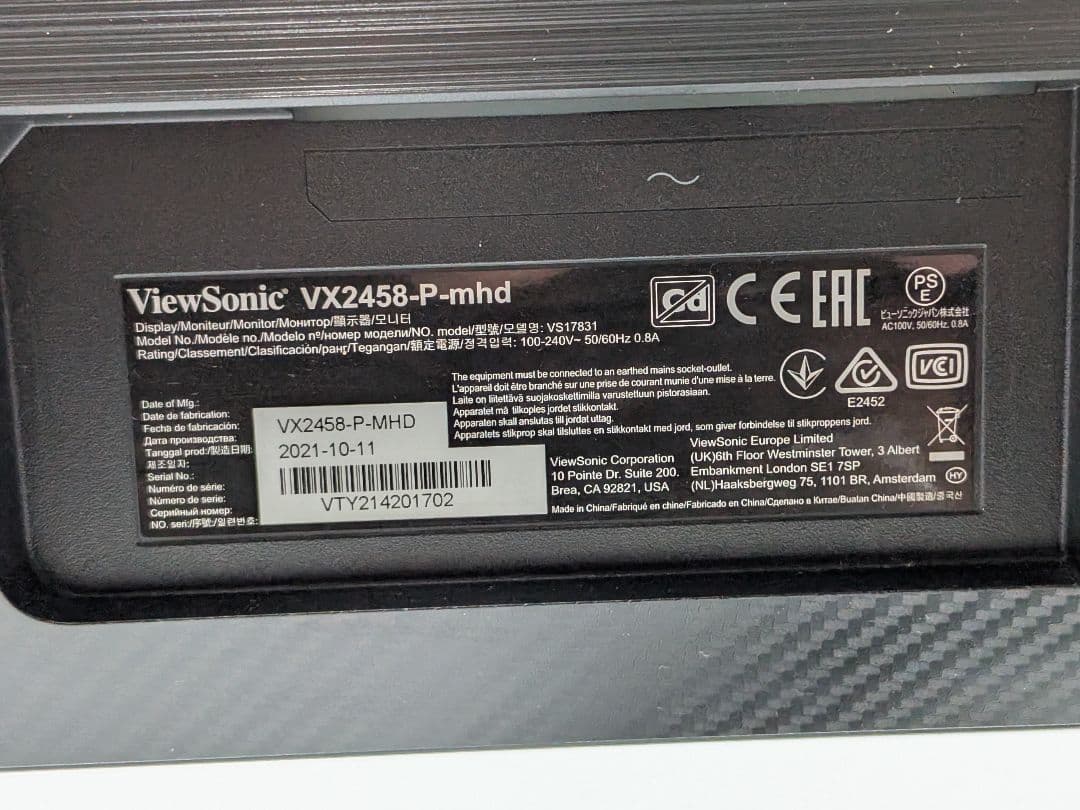 ViewSonic® VX2458-P-mhd
Display/Moniteur/Monitor/Монитор/顯示器/모니터
Model No./Modèle no./Modelo nº/номер модели/NO. model/型號/모델명: VS17831
Rating/Classement/Clasificación/ранг/Tegangan/額定電源/정격입력: 100-240V~ 50/60Hz 0.8A
Cd
CE
EAC
PS
E
ビューソニックジャパン株式会社
AC100V, 50/60Hz, 0.8A
The equipment must be connected to an earthed mains socket-outlet.
L'appareil doit être branché sur une prise de courant munie d'une mise à la terre.
Laite on liitettävä suojakosketimilla varustetuun pistorasiaan.
Apparatet må tilkoples jordet stikkontakt.
Apparaten skall anslutas till jordat uttag.
Apparatets stikprop skal tilsluttes en stikkontakt med jord, som giver forbindelse til stikproppens jord.
E2452
VCCI
Date of Mfg.:
Date de fabrication:
Fecha de fabricación:
Дата производства:
Tanggal prod:/製造日期:
제조일자:
Serial No.:
Numéro de série:
Número de serie:
Серийный номер:
NO. seri:/序號/일련번호:
VX2458-P-MHD
2021-10-11
VTY214201702
ViewSonic Corporation
10 Pointe Dr. Suite 200.
Brea, CA 92821, USA
ViewSonic Europe Limited
(UK)6th Floor Westminster Tower, 3 Albert
Embankment London SE1 7SP
(NL)Haaksbergweg 75, 1101 BR, Amsterdam
HY
Made in China/Fabriqué en chine/Fabricado en China/Сделано в Китае/Buatan China/中國製造/중국산